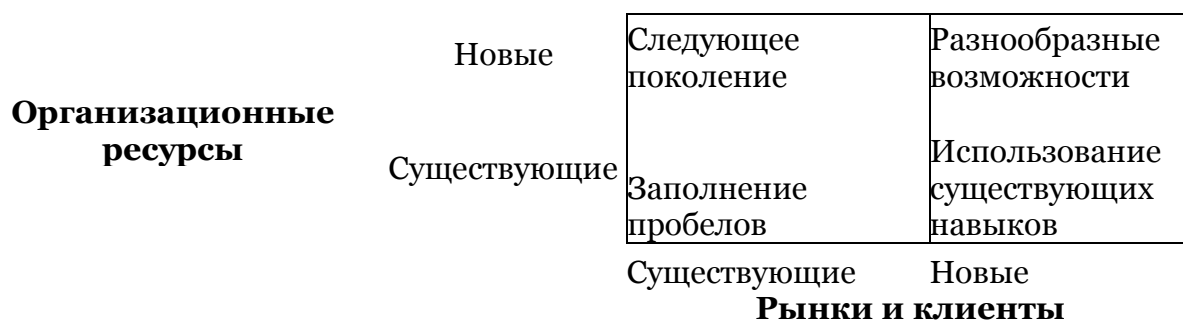 Новые
Следующее
поколение
Разнообразные
возможности
Организационные
ресурсы
Существующие
Заполнение
пробелов
Использование
существующих
навыков
Существующие
Новые
Рынки и клиенты